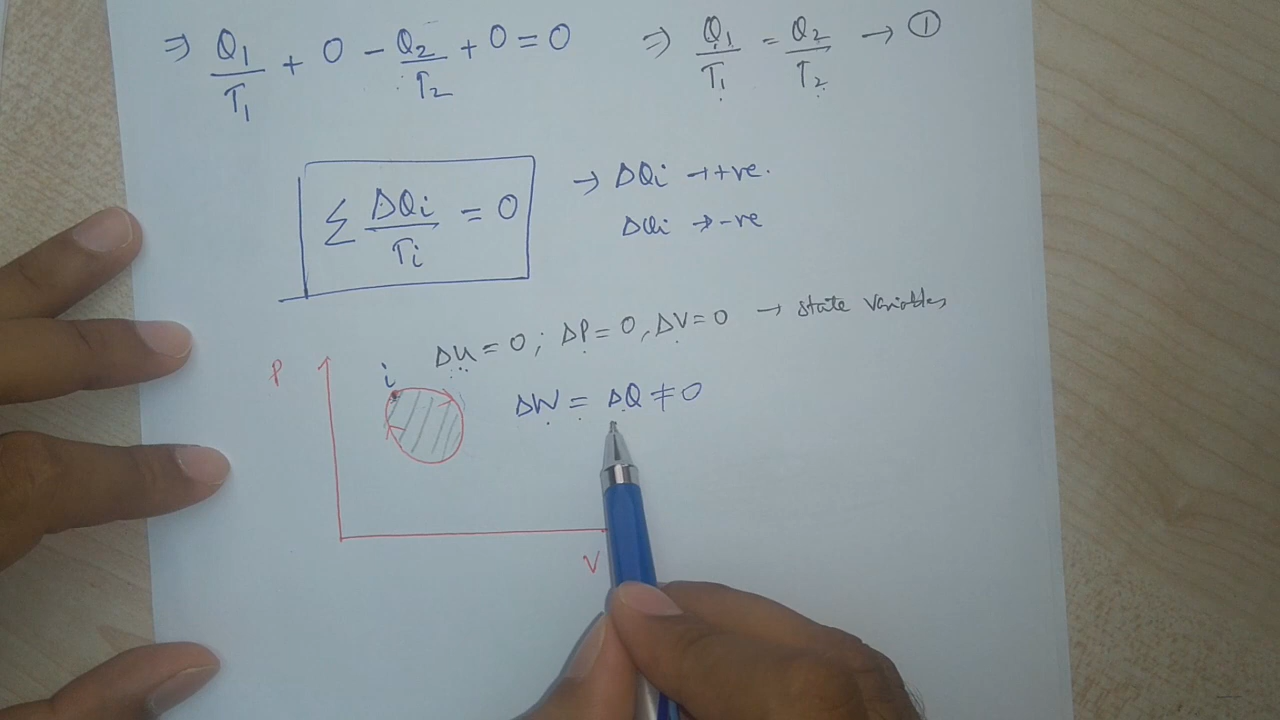 ⇒ Q₁/T₁ + 0 - Q₂/T₂ + 0 = 0 ⇒ Q₁/T₁ = Q₂/T₂ → ①
Σ ΔQi/Ti = 0 → ΔQi → +ve.
ΔQi → -ve
ΔU = 0; ΔP = 0, ΔV = 0 → state variables
P
i
ΔW = ΔQ ≠ 0
V